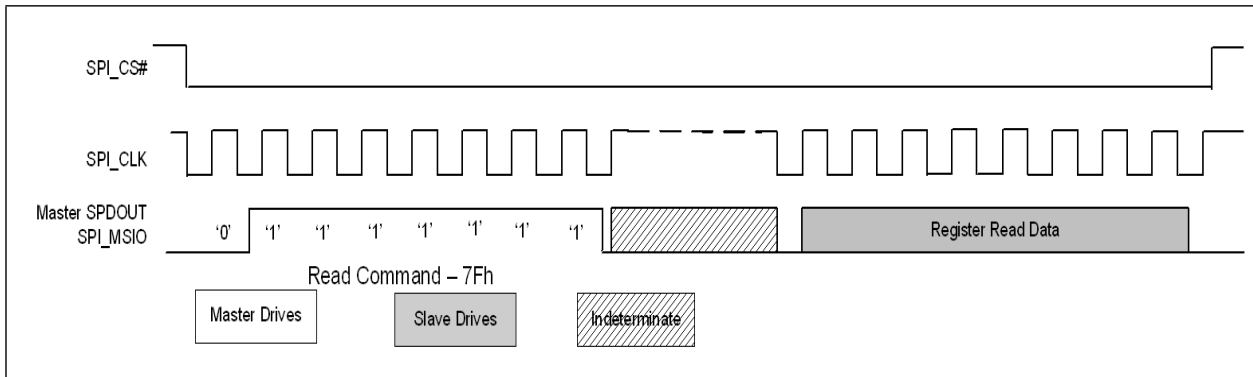 SPI_CS#
SPI_CLK
Master SPDOUT
SPI_MSIO
‘0’ ‘1’ ‘1’ ‘1’ ‘1’ ‘1’ ‘1’ ‘1’
Register Read Data
Read Command – 7Fh
Master Drives
Slave Drives
Indeterminate